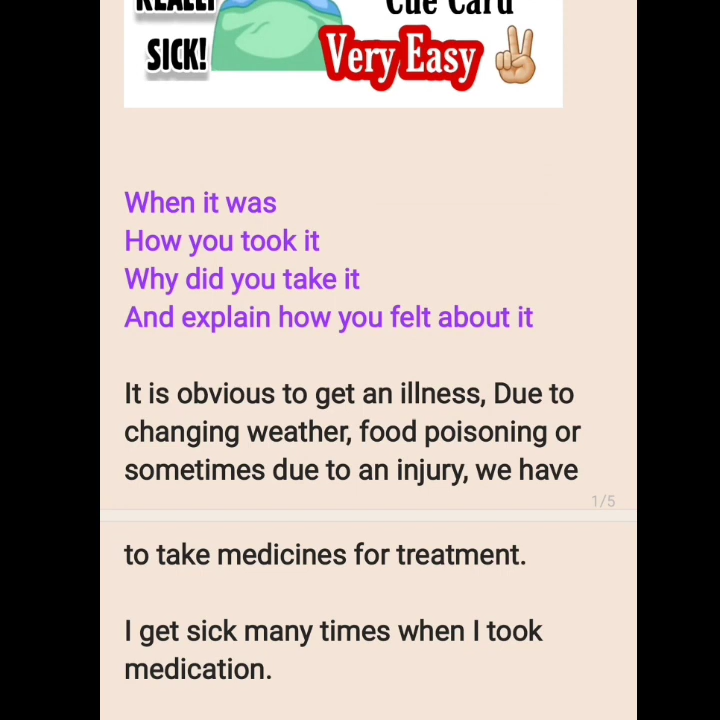 REALLY
Cue Card
SICK!
Very Easy
When it was
How you took it
Why did you take it
And explain how you felt about it
It is obvious to get an illness, Due to
changing weather, food poisoning or
sometimes due to an injury, we have
1/5
to take medicines for treatment.
I get sick many times when I took
medication.